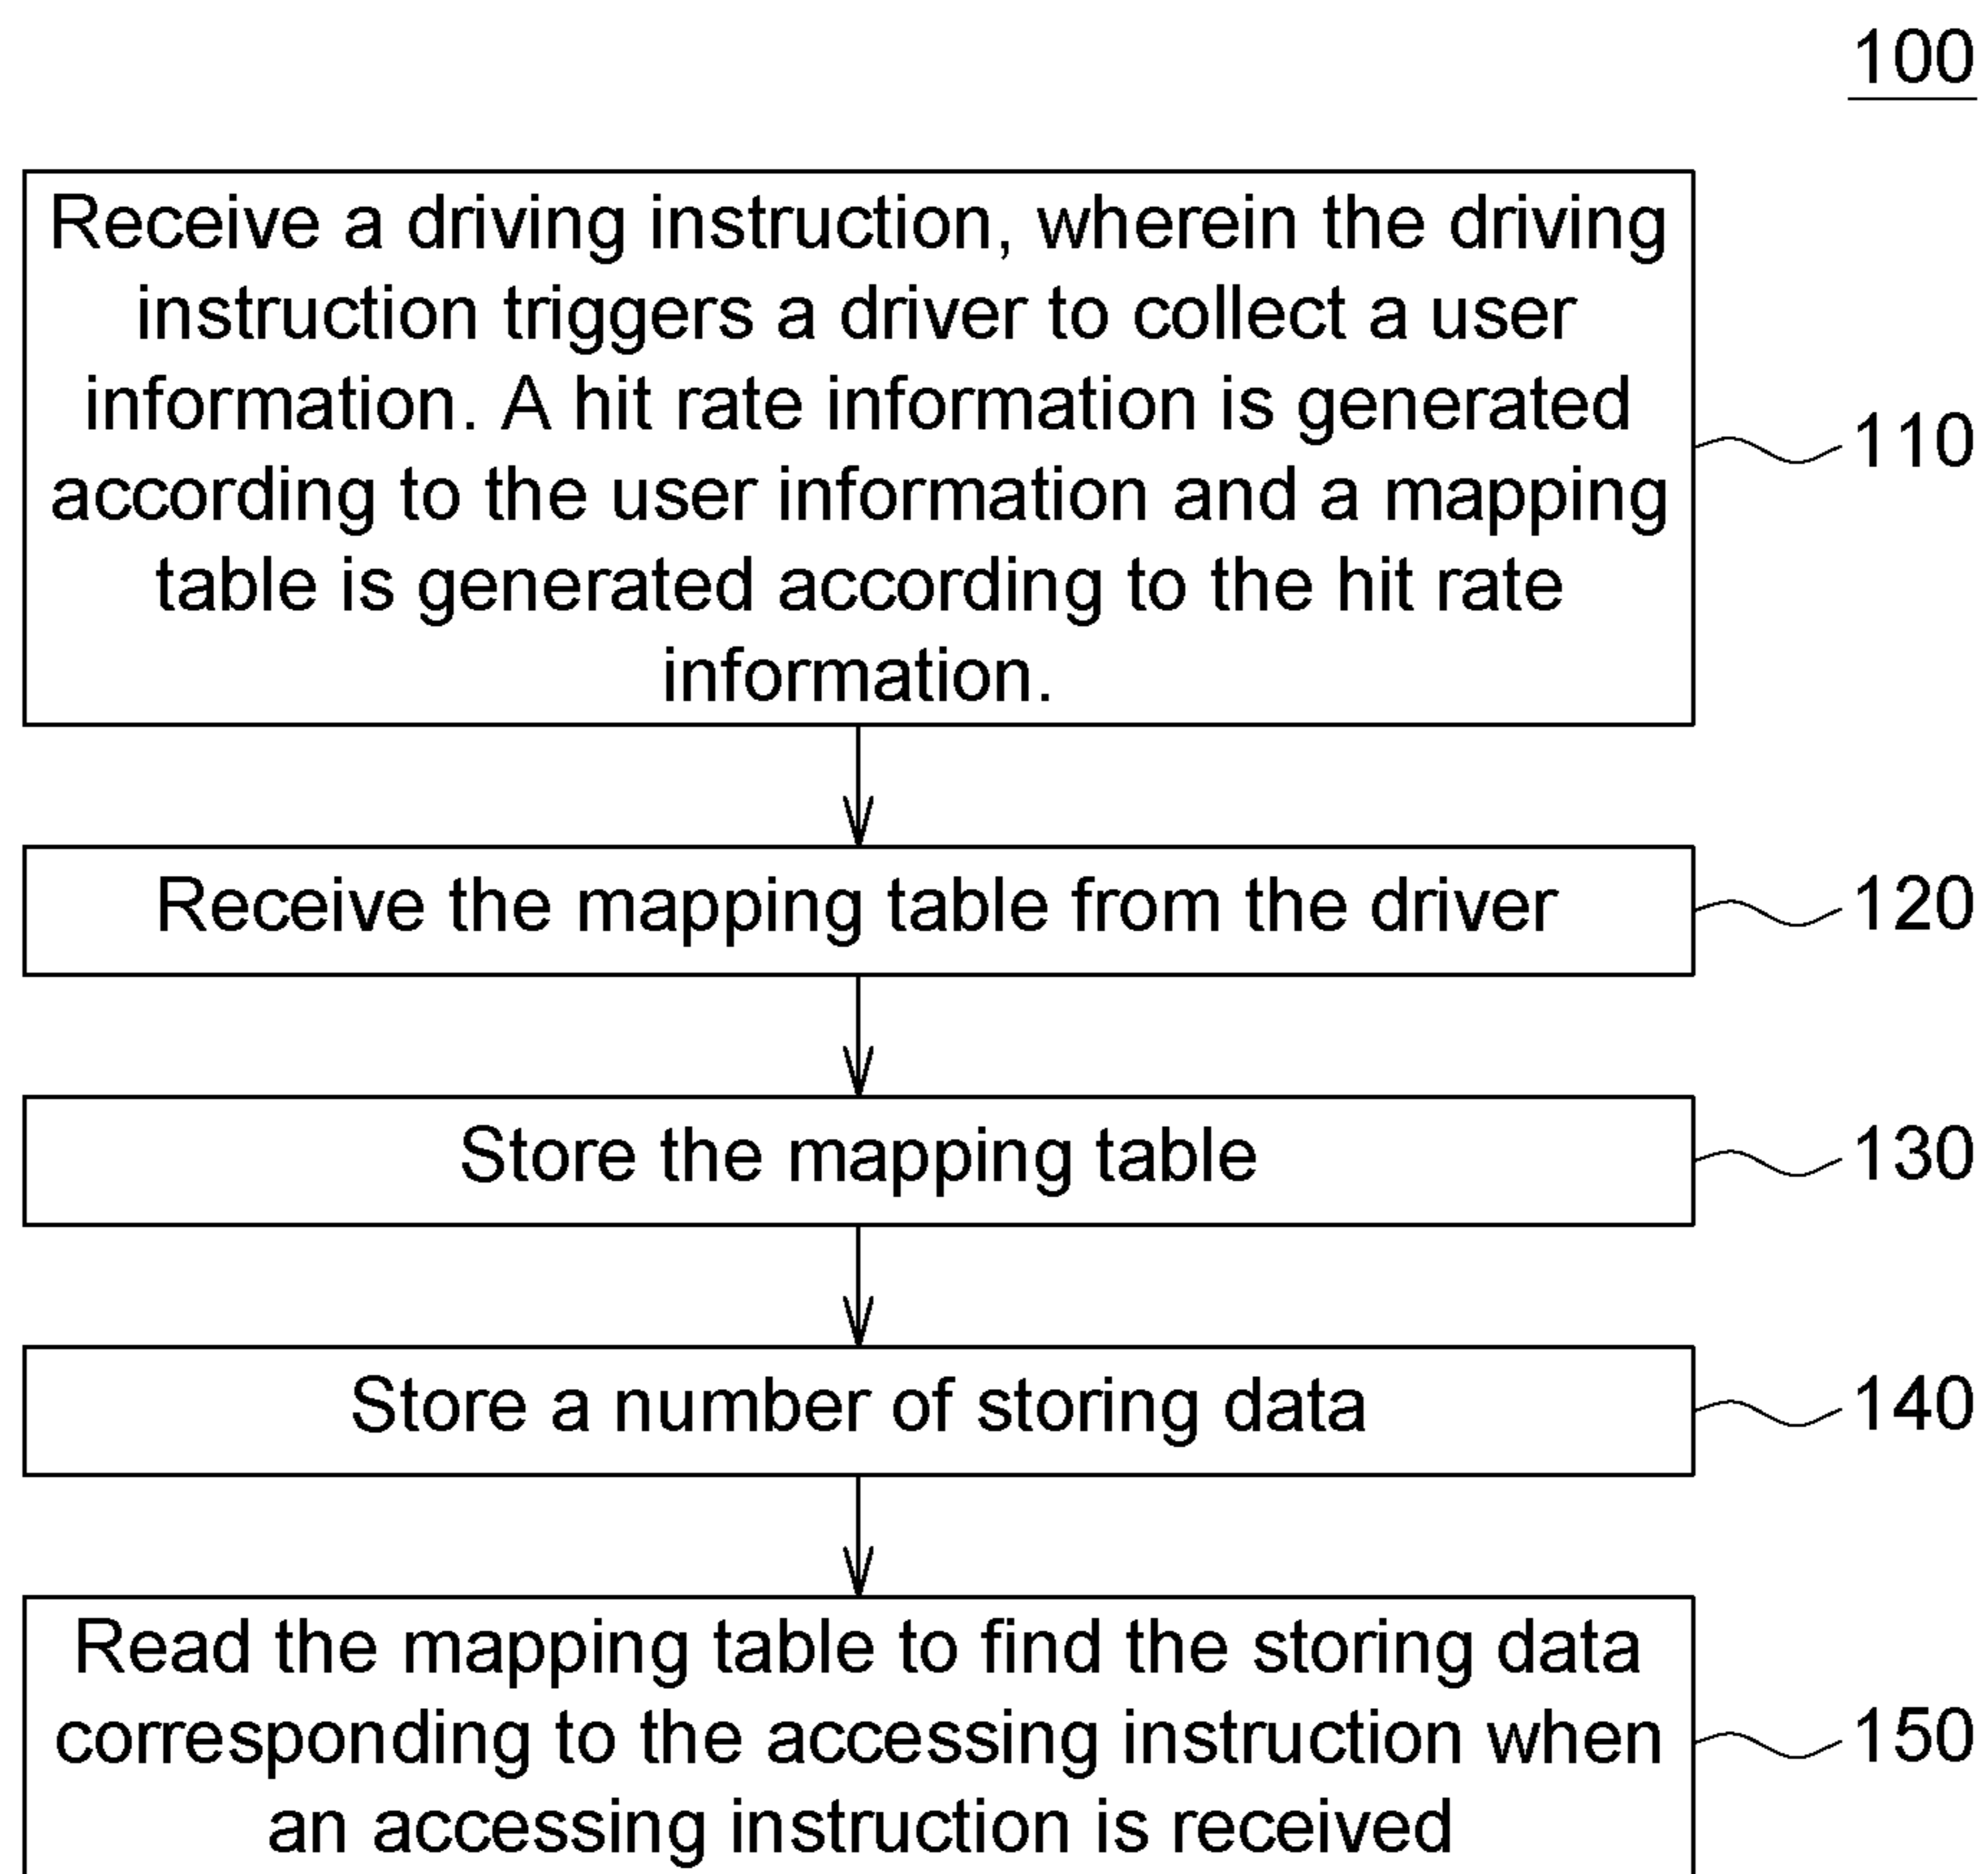 100
Receive a driving instruction, wherein the driving
instruction triggers a driver to collect a user
information. A hit rate information is generated
according to the user information and a mapping
table is generated according to the hit rate
information.
110
Receive the mapping table from the driver
120
Store the mapping table
130
Store a number of storing data
140
Read the mapping table to find the storing data
corresponding to the accessing instruction when
an accessing instruction is received
150